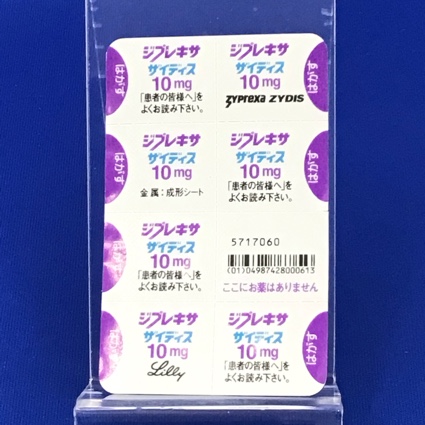 はがす
ジプレキサ
ザイディス
10mg
「患者の皆様へ」を
よくお読み下さい。
ジプレキサ
ザイディス
10mg
zyprexa ZYDIS
はがす
はがす
ジプレキサ
ザイディス
10mg
金属:成形シート
ジプレキサ
ザイディス
10mg
「患者の皆様へ」を
よくお読み下さい。
はがす
はがす
ジプレキサ
ザイディス
10mg
「患者の皆様へ」を
よくお読み下さい。
5717060
(01)04987428000613
ここにお薬はありません
はがす
ジプレキサ
ザイディス
10mg
Lilly
ジプレキサ
ザイディス
10mg
「患者の皆様へ」を
よくお読み下さい。
はがす